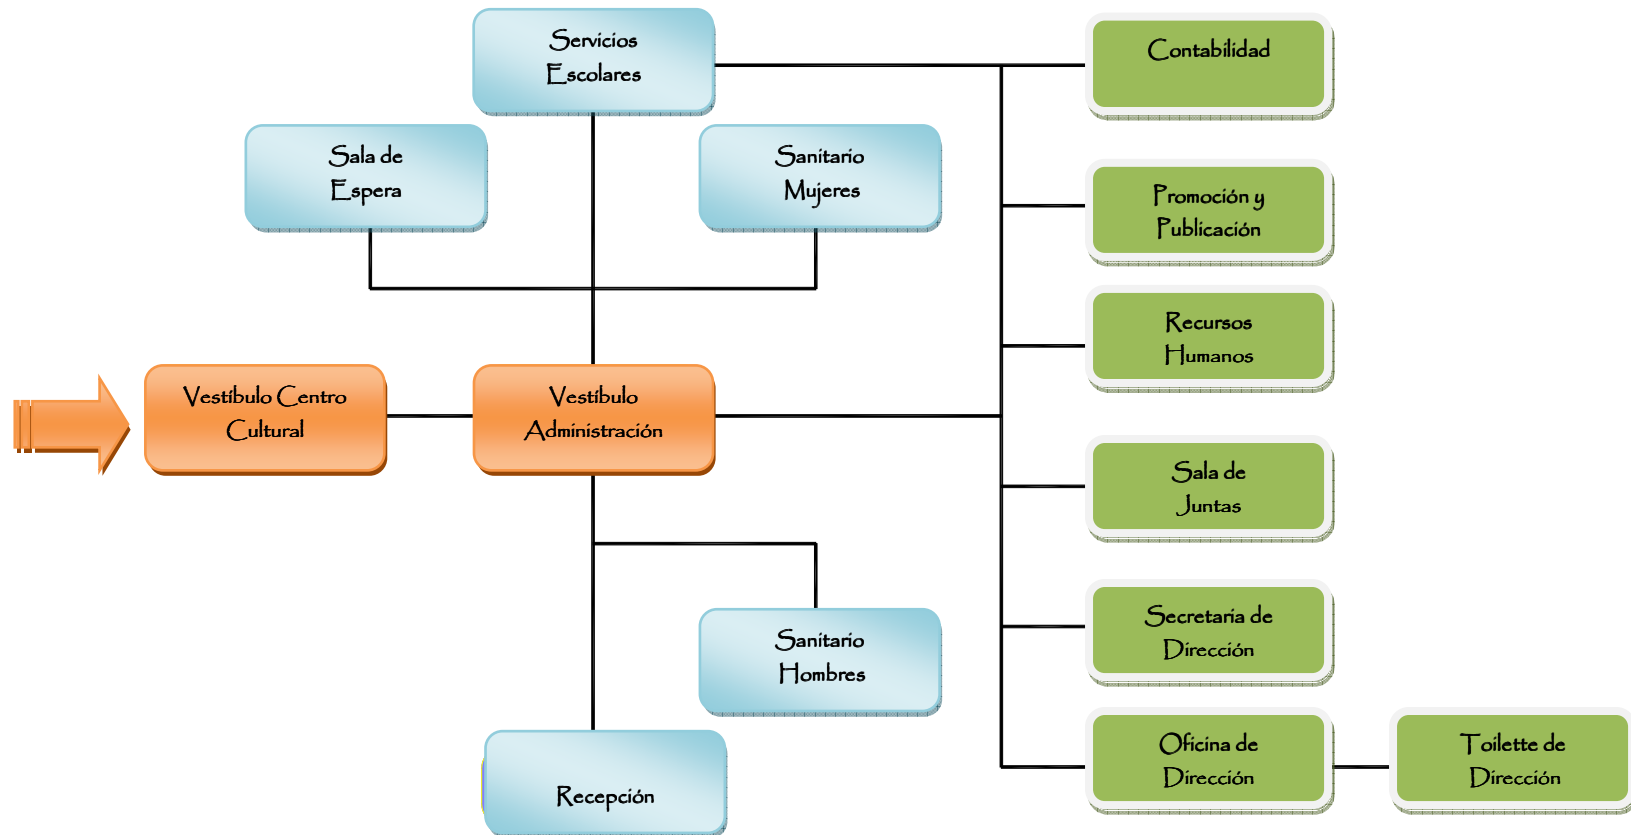 Servicios
Escolares
Contabilidad
Sala de
Espera
Sanitario
Mujeres
Promoción y
Publicación
Recursos
Humanos
Vestíbulo Centro
Cultural
Vestíbulo
Administración
Sala de
Juntas
Secretaria de
Dirección
Sanitario
Hombres
Recepción
Oficina de
Dirección
Toilette de
Dirección